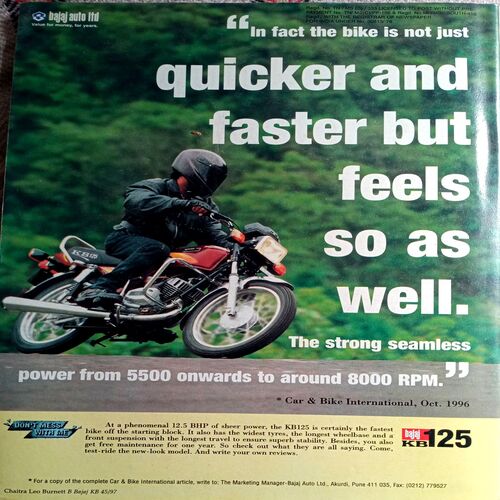 bajaj auto ltd
Value for money, for years.
"In fact the bike is not just
quicker and
faster but
feels
so as
well.
The strong seamless
power from 5500 onwards to around 8000 RPM."
* Car & Bike International, Oct. 1996
KB125
DON'T MESS
WITH ME
At a phenomenal 12.5 BHP of sheer power, the KB125 is certainly the fastest
bike off the starting block. It also has the widest tyres, the longest wheelbase and a
front suspension with the longest travel to ensure superb stability. Besides, you also
get free maintenance for one year. So check out what they are all saying. Come,
test-ride the new-look model. And write your own reviews.
bajaj
KB125
* For a copy of the complete Car & Bike International article, write to: The Marketing Manager-Bajaj Auto Ltd., Akurdi, Pune 411 035, Fax: (0212) 779527
Chaitra Leo Burnett B Bajaj KB 45/97